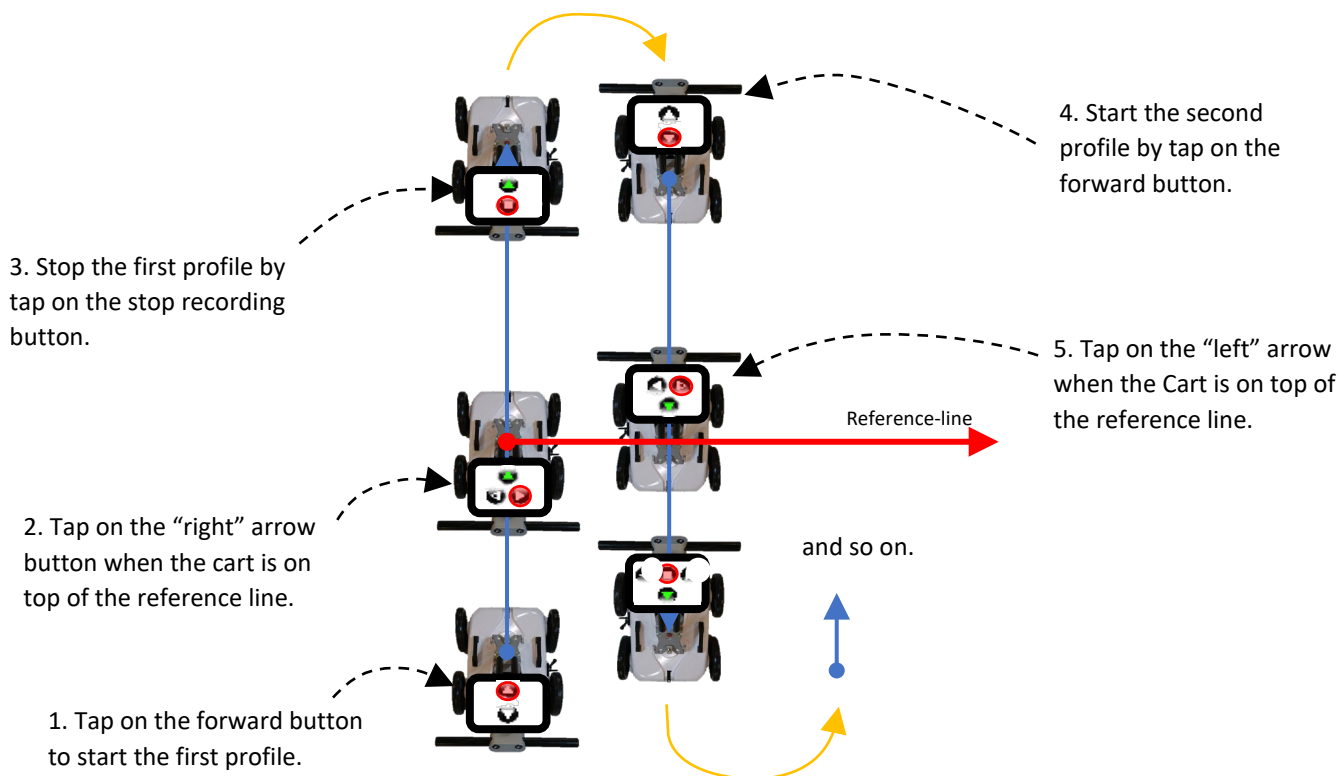 4. Start the second
profile by tap on the
forward button.
3. Stop the first profile by
tap on the stop recording
button.
5. Tap on the “left” arrow
when the Cart is on top of
the reference line.
Reference-line
2. Tap on the “right” arrow
button when the cart is on
top of the reference line.
and so on.
1. Tap on the forward button
to start the first profile.